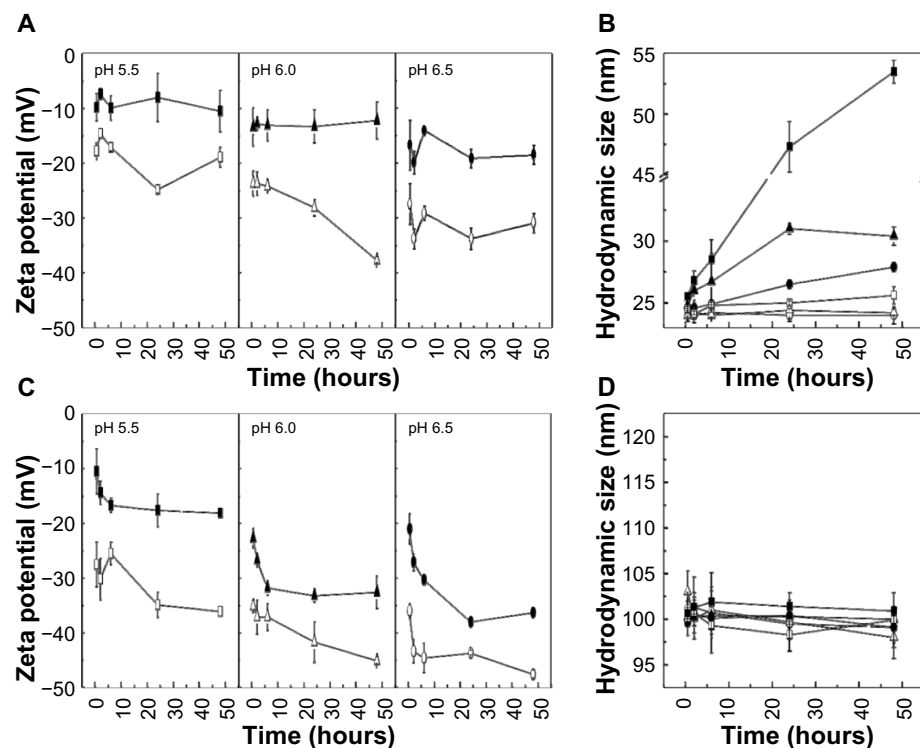 A
Zeta potential (mV)
0
−10
−20
−30
−40
−50
pH 5.5
pH 6.0
pH 6.5
0 10 20 30 40 50
0 10 20 30 40 50
0 10 20 30 40 50
Time (hours)
B
Hydrodynamic size (nm)
55
50
45
30
25
0 10 20 30 40 50
Time (hours)
C
Zeta potential (mV)
0
−10
−20
−30
−40
−50
pH 5.5
pH 6.0
pH 6.5
0 10 20 30 40 50
0 10 20 30 40 50
0 10 20 30 40 50
Time (hours)
D
Hydrodynamic size (nm)
120
115
110
105
100
95
0 10 20 30 40 50
Time (hours)